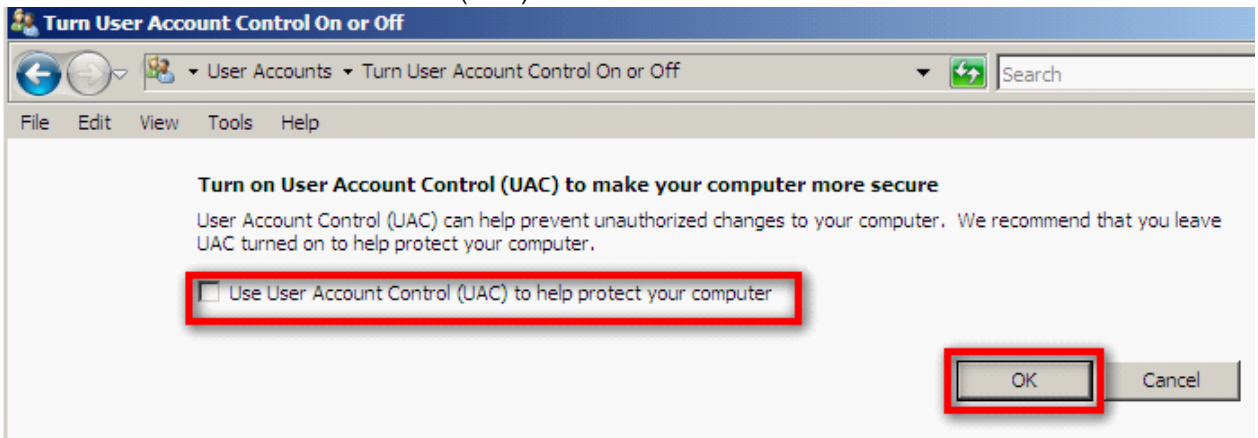 Turn User Account Control On or Off
User Accounts Turn User Account Control On or Off Search
File Edit View Tools Help
Turn on User Account Control (UAC) to make your computer more secure
User Account Control (UAC) can help prevent unauthorized changes to your computer. We recommend that you leave
UAC turned on to help protect your computer.
Use User Account Control (UAC) to help protect your computer
OK Cancel